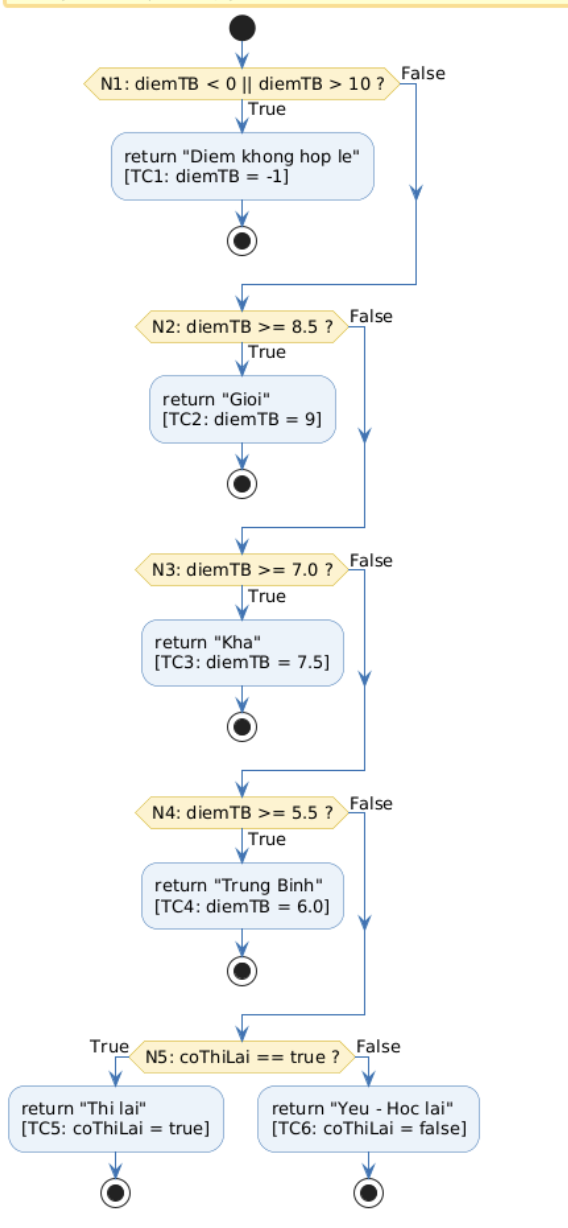 N1: diemTB < 0 || diemTB > 10 ?
False
True
return "Diem khong hop le"
[TC1: diemTB = -1]
N2: diemTB >= 8.5 ?
False
True
return "Gioi"
[TC2: diemTB = 9]
N3: diemTB >= 7.0 ?
False
True
return "Kha"
[TC3: diemTB = 7.5]
N4: diemTB >= 5.5 ?
False
True
return "Trung Binh"
[TC4: diemTB = 6.0]
True
N5: coThiLai == true ?
False
return "Thi lai"
[TC5: coThiLai = true]
return "Yeu - Hoc lai"
[TC6: coThiLai = false]